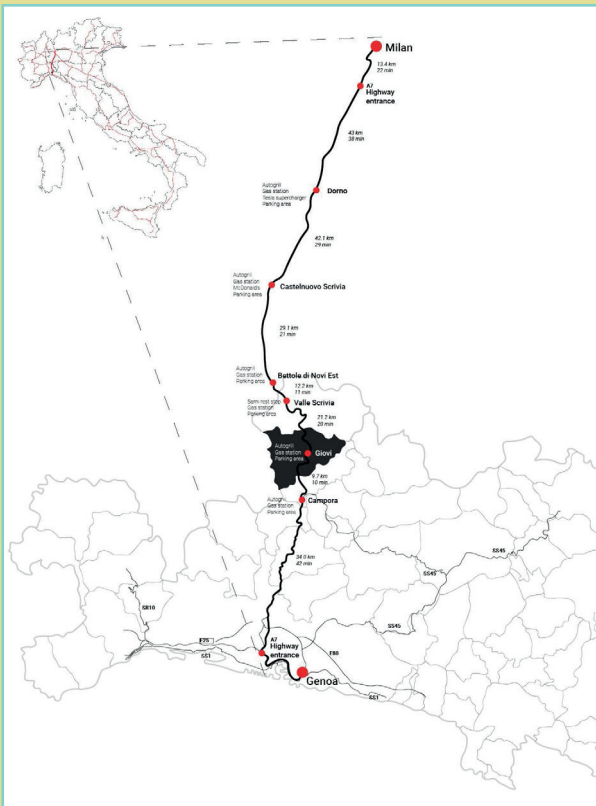 Milan
13.4 km
22 min
A7
Highway
entrance
43 km
38 min
Autogrill
Gas station
Tesla supercharger
Parking area
Dorno
42.1 km
29 min
Autogrill
Gas station
McDonald's
Parking area
Castelnuovo Scrivia
29.1 km
21 min
Autogrill
Gas station
Parking area
Bettole di Novi Est
12.2 km
11 min
Semi-rest stop
Gas station
Parking area
Valle Scrivia
21.2 km
20 min
Autogrill
Gas station
Parking area
Giovi
9.7 km
10 min
Autogrill
Gas station
Parking area
Campora
34.0 km
42 min
SS45
SS45
SS45
SB10
E25
SS1
A7
Highway
entrance
E80
Genoa
SS1